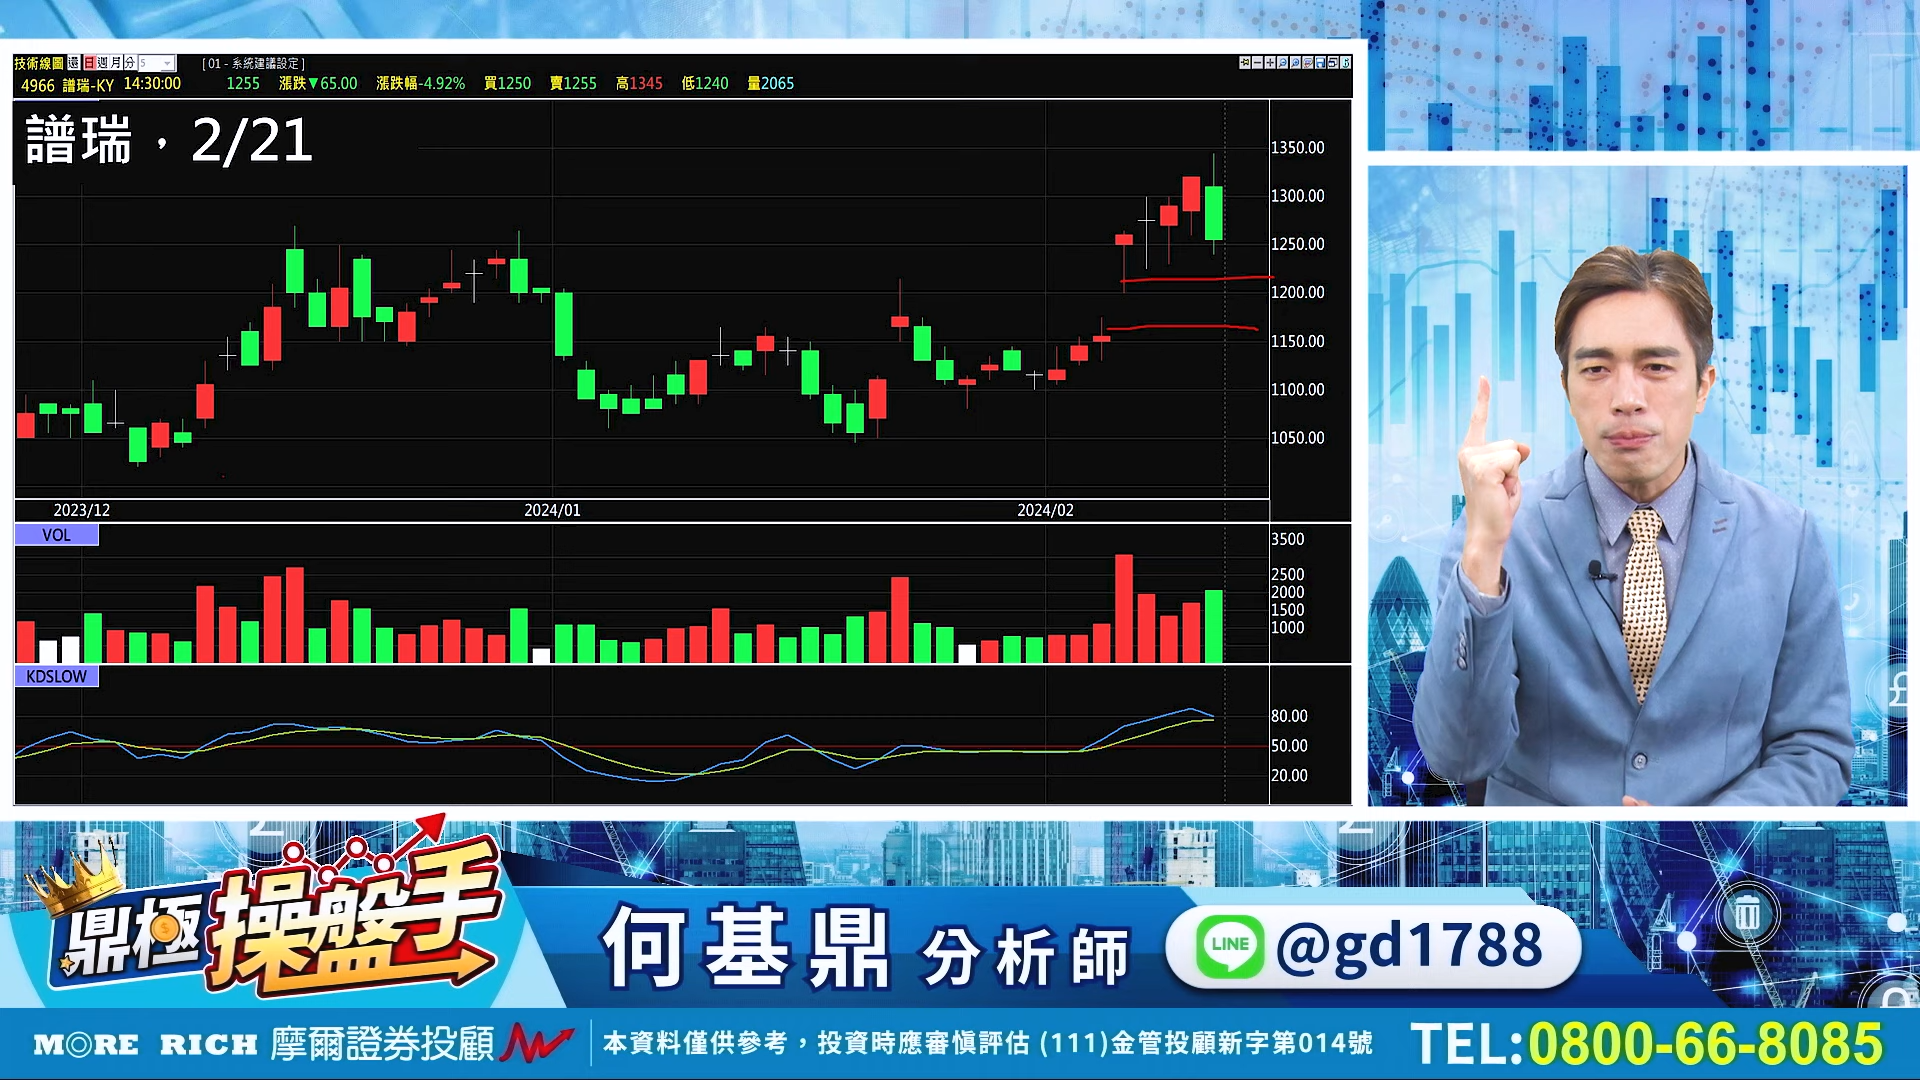 技術線圖 還 日 週 月 分 5 [ 01 - 系統建議設定 ]
4966 譜瑞-KY 14:30:00 1255 漲跌▼65.00 漲跌幅-4.92% 買1250 賣1255 高1345 低1240 量2065
譜瑞，2/21
1350.00
1300.00
1250.00
1200.00
1150.00
1100.00
1050.00
2023/12 2024/01 2024/02
VOL
3500
2500
2000
1500
1000
KDSLOW
80.00
50.00
20.00
鼎極操盤手
何基鼎 分析師
LINE @gd1788
MORE RICH 摩爾證券投顧
本資料僅供參考，投資時應審慎評估 (111)金管投顧新字第014號
TEL:0800-66-8085